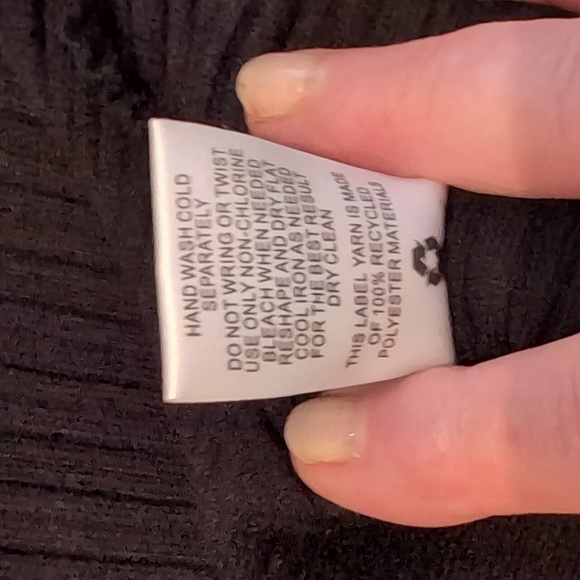 HAND WASH COLD
SEPARATELY
DO NOT WRING OR TWIST
USE ONLY NON-CHLORINE
BLEACH WHEN NEEDED
RESHAPE AND DRY FLAT
COOL IRON AS NEEDED
FOR THE BEST RESULT
DRY CLEAN
THIS LABEL YARN IS MADE
OF 100% RECYCLED
POLYESTER MATERIALS